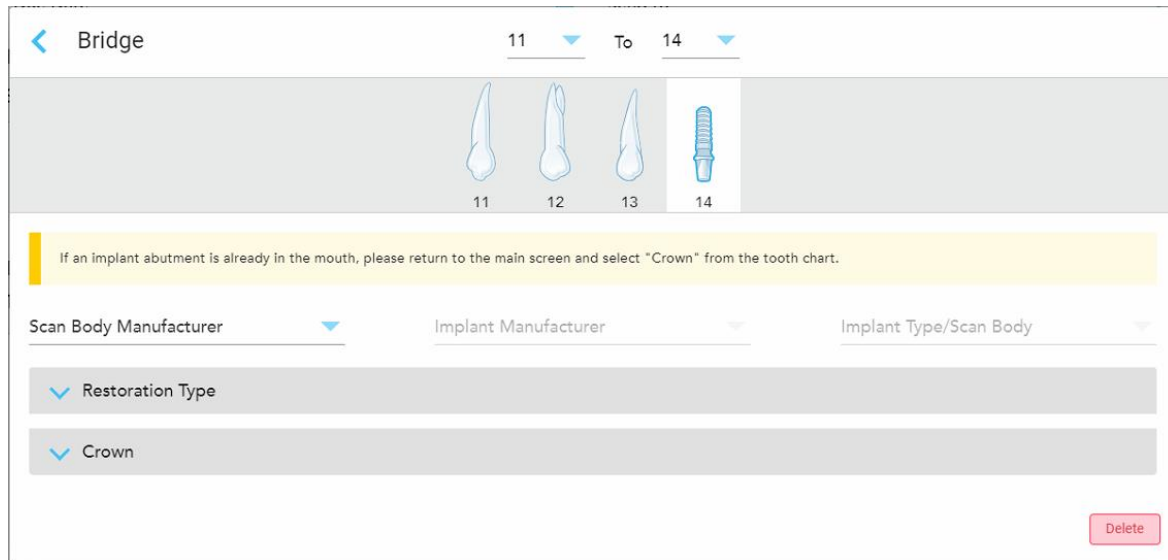 Bridge
11 To 14
11 12 13 14
If an implant abutment is already in the mouth, please return to the main screen and select "Crown" from the tooth chart.
Scan Body Manufacturer Implant Manufacturer Implant Type/Scan Body
Restoration Type
Crown
Delete